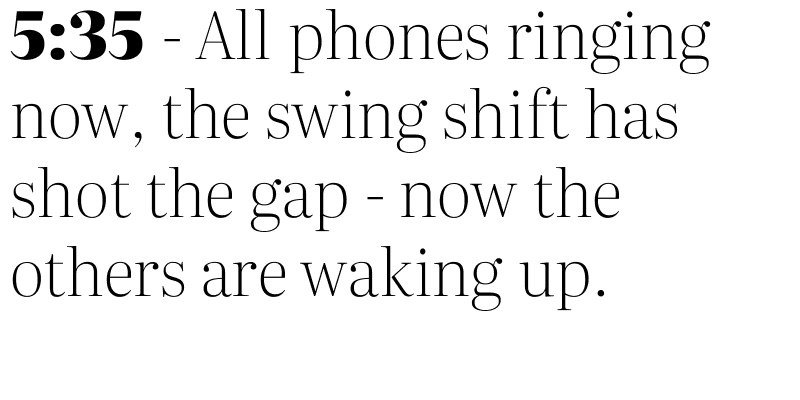 5:35 - All phones ringing
now, the swing shift has
shot the gap - now the
others are waking up.